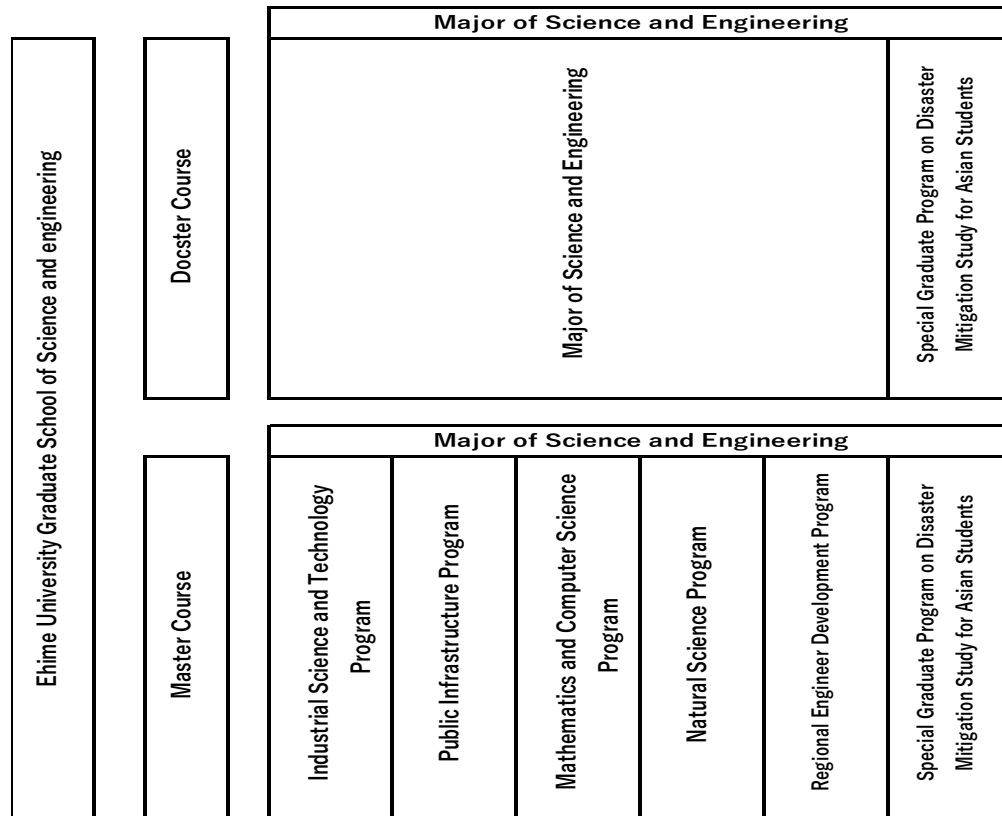 Ehime University Graduate School of Science and engineering
Docster Course
Major of Science and Engineering
Major of Science and Engineering
Special Graduate Program on Disaster
Mitigation Study for Asian Students
Master Course
Major of Science and Engineering
Industrial Science and Technology
Program
Public Infrastructure Program
Mathematics and Computer Science
Program
Natural Science Program
Regional Engineer Development Program
Special Graduate Program on Disaster
Mitigation Study for Asian Students